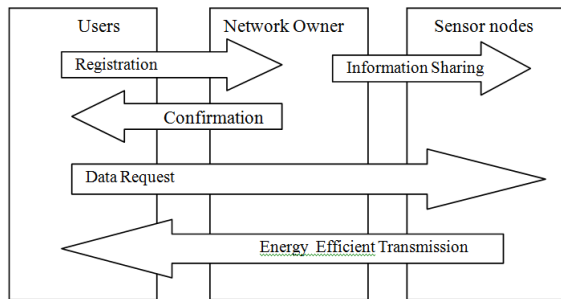 Users
Network Owner
Sensor nodes
Registration
Information Sharing
Confirmation
Data Request
Energy Efficient Transmission